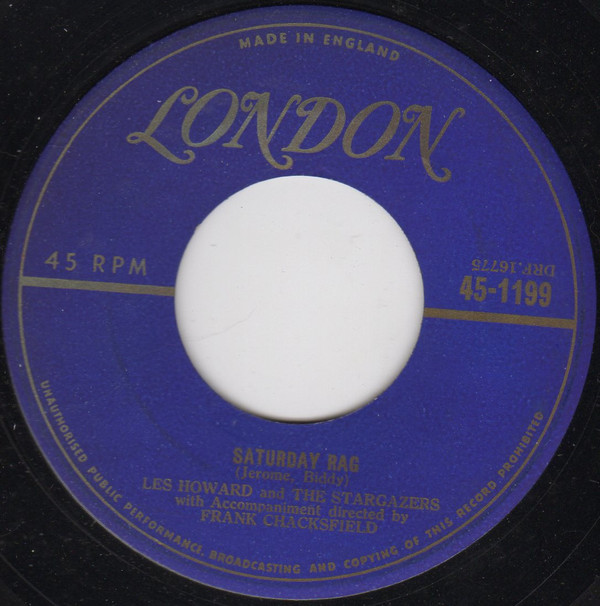 MADE IN ENGLAND
LONDON
45 RPM
DRF.16775
45-1199
SATURDAY RAG
(Jerome, Biddy)
LES HOWARD and THE STARGAZERS
with Accompaniment directed by
FRANK CHACKSFIELD
UNAUTHORISED PUBLIC PERFORMANCE, BROADCASTING AND COPYING OF THIS RECORD PROHIBITED